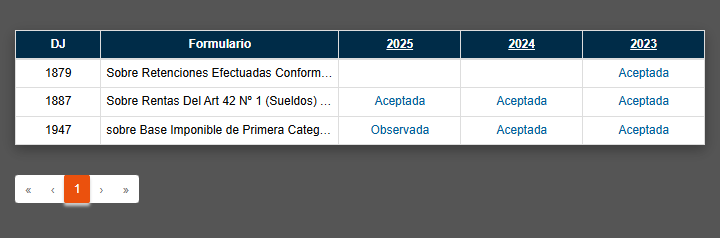 DJ Formulario 2025 2024 2023
1879 Sobre Retenciones Efectuadas Conform... Aceptada
1887 Sobre Rentas Del Art 42 Nº 1 (Sueldos) ... Aceptada Aceptada Aceptada
1947 sobre Base Imponible de Primera Categ... Observada Aceptada Aceptada
« ‹ 1 › »